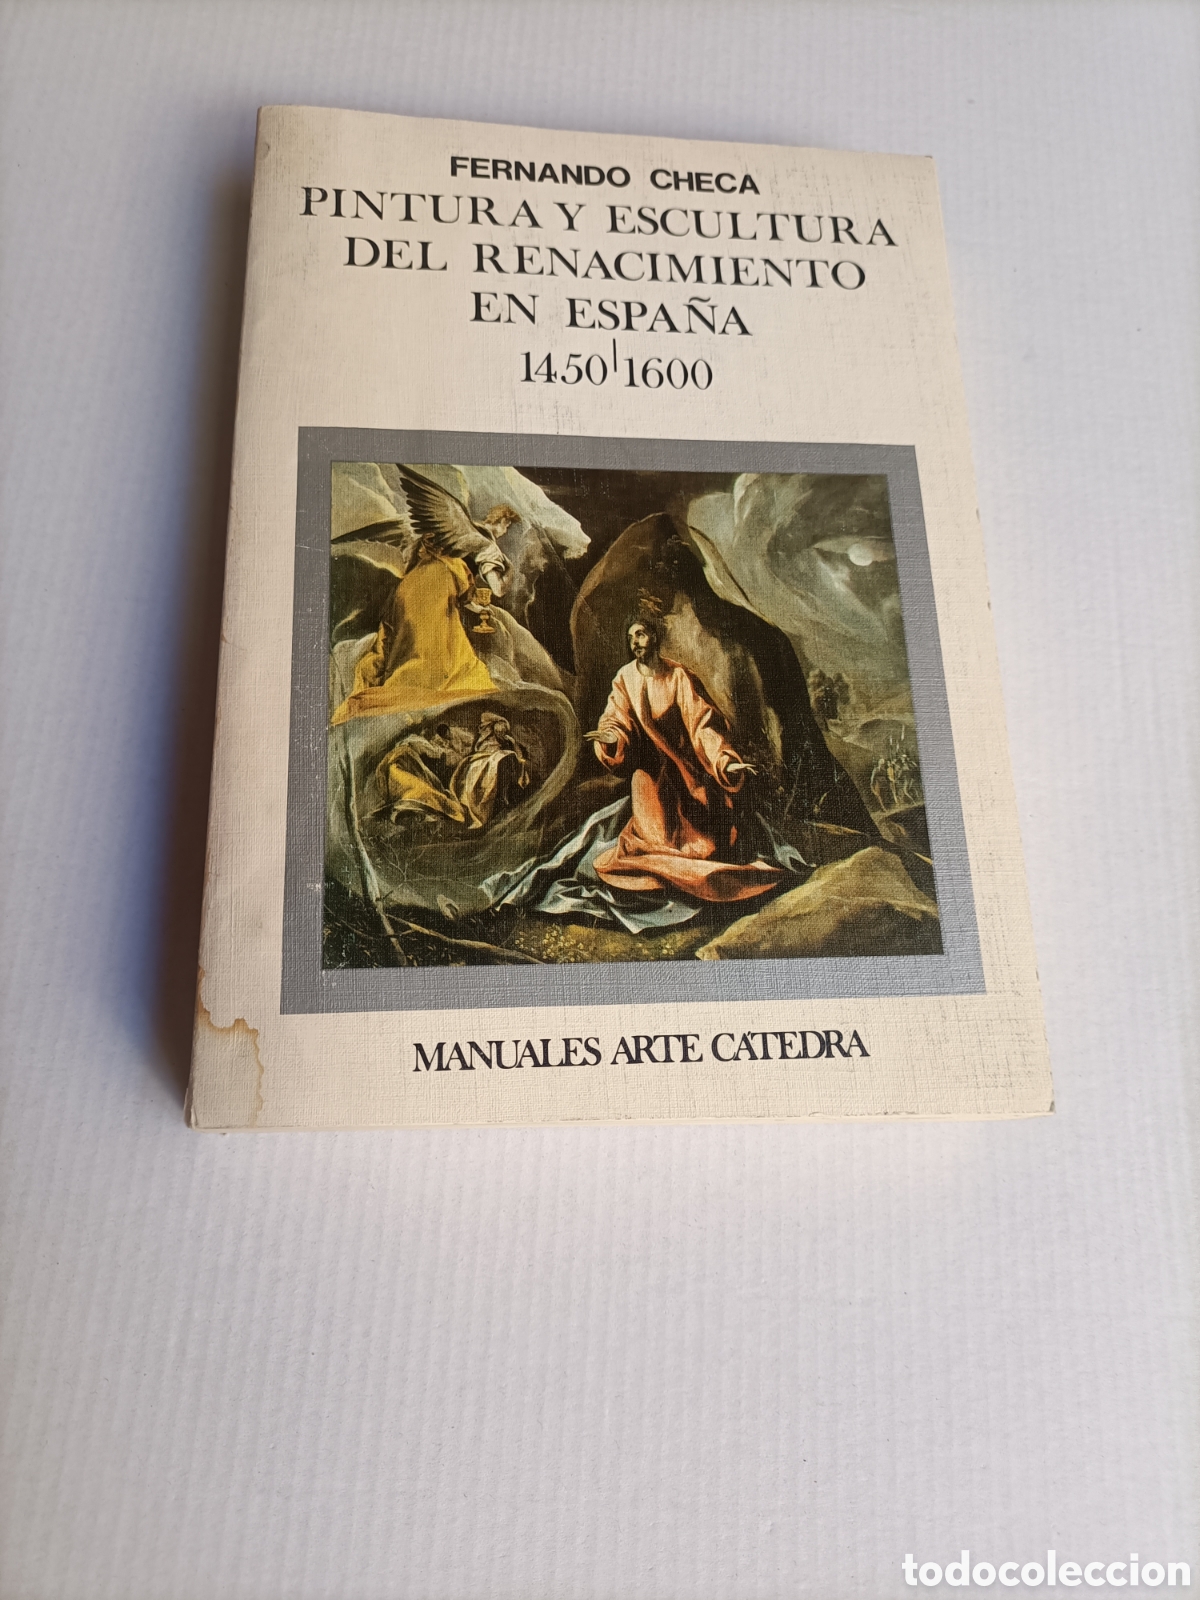 FERNANDO CHECA
PINTURA Y ESCULTURA
DEL RENACIMIENTO
EN ESPAÑA
1450/1600
MANUALES ARTE CÁTEDRA
todocoleccion